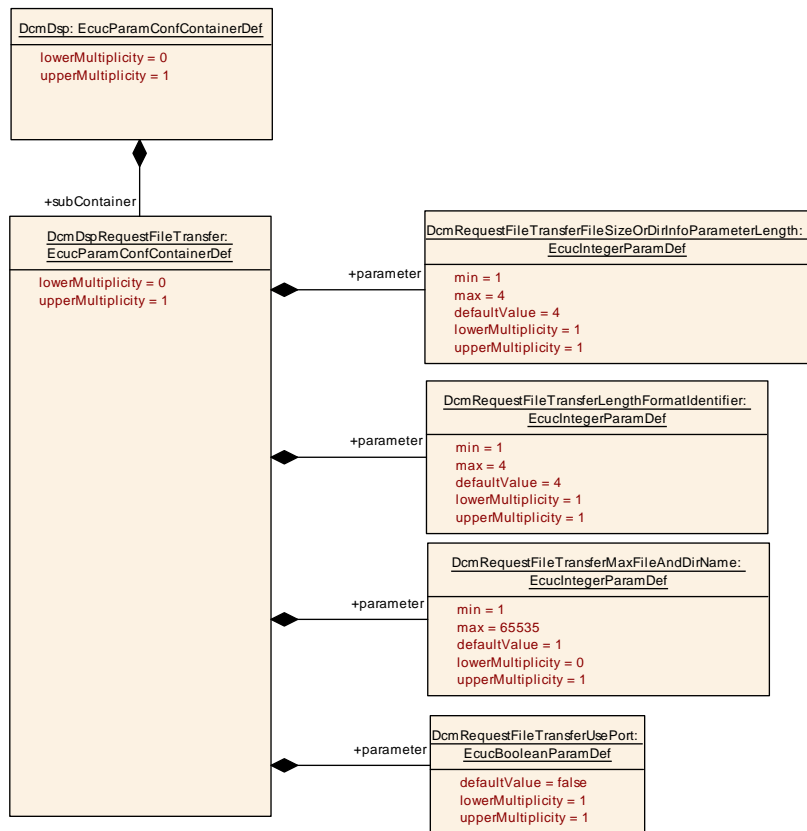 DcmDsp: EcucParamConfContainerDef
lowerMultiplicity = 0
upperMultiplicity = 1
+subContainer
DcmDspRequestFileTransfer:
EcucParamConfContainerDef
lowerMultiplicity = 0
upperMultiplicity = 1
+parameter
DcmRequestFileTransferFileSizeOrDirInfoParameterLength:
EcucIntegerParamDef
min = 1
max = 4
defaultValue = 4
lowerMultiplicity = 1
upperMultiplicity = 1
+parameter
DcmRequestFileTransferLengthFormatIdentifier:
EcucIntegerParamDef
min = 1
max = 4
defaultValue = 4
lowerMultiplicity = 1
upperMultiplicity = 1
+parameter
DcmRequestFileTransferMaxFileAndDirName:
EcucIntegerParamDef
min = 1
max = 65535
defaultValue = 1
lowerMultiplicity = 0
upperMultiplicity = 1
+parameter
DcmRequestFileTransferUsePort:
EcucBooleanParamDef
defaultValue = false
lowerMultiplicity = 1
upperMultiplicity = 1